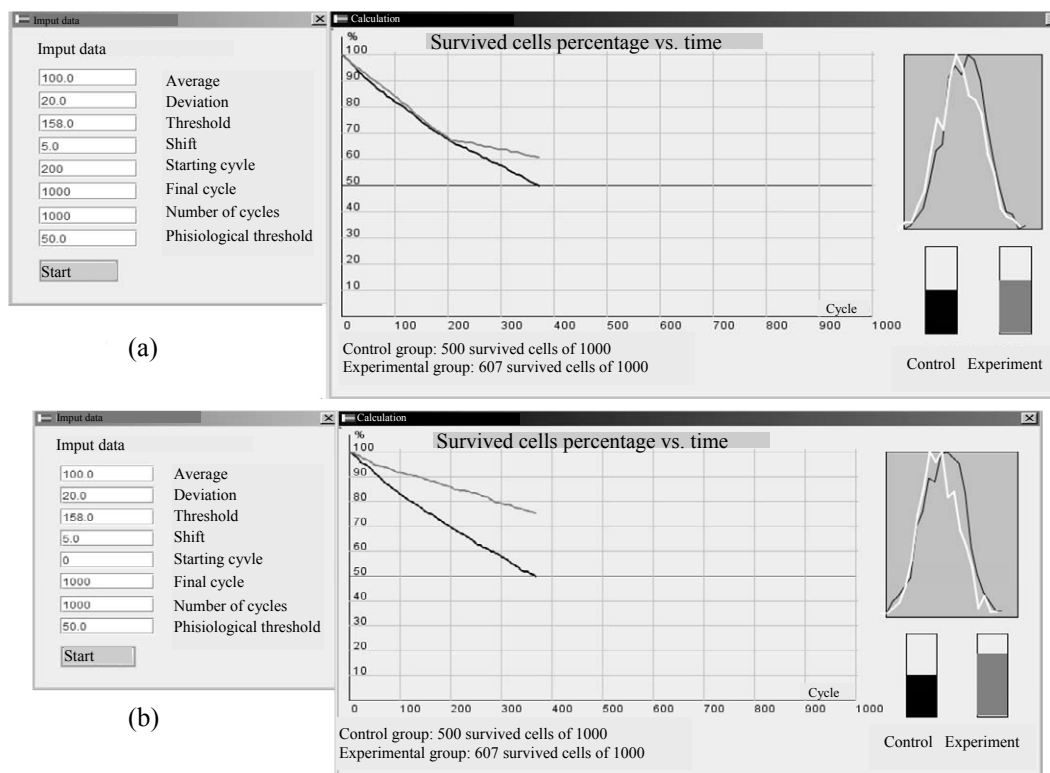 Imput data
Imput data
100.0 Average
20.0 Deviation
158.0 Threshold
5.0 Shift
200 Starting cyvle
1000 Final cycle
1000 Number of cycles
50.0 Phisiological threshold
Start
(a)
Calculation
Survived cells percentage vs. time
%
100
90
80
70
60
50
40
30
20
10
Cycle
0 100 200 300 400 500 600 700 800 900 1000
Control group: 500 survived cells of 1000
Experimental group: 607 survived cells of 1000
Control Experiment
Imput data
Imput data
100.0 Average
20.0 Deviation
158.0 Threshold
5.0 Shift
0 Starting cyvle
1000 Final cycle
1000 Number of cycles
50.0 Phisiological threshold
Start
(b)
Calculation
Survived cells percentage vs. time
%
100
90
80
70
60
50
40
30
20
10
Cycle
0 100 200 300 400 500 600 700 800 900 1000
Control group: 500 survived cells of 1000
Experimental group: 607 survived cells of 1000
Control Experiment